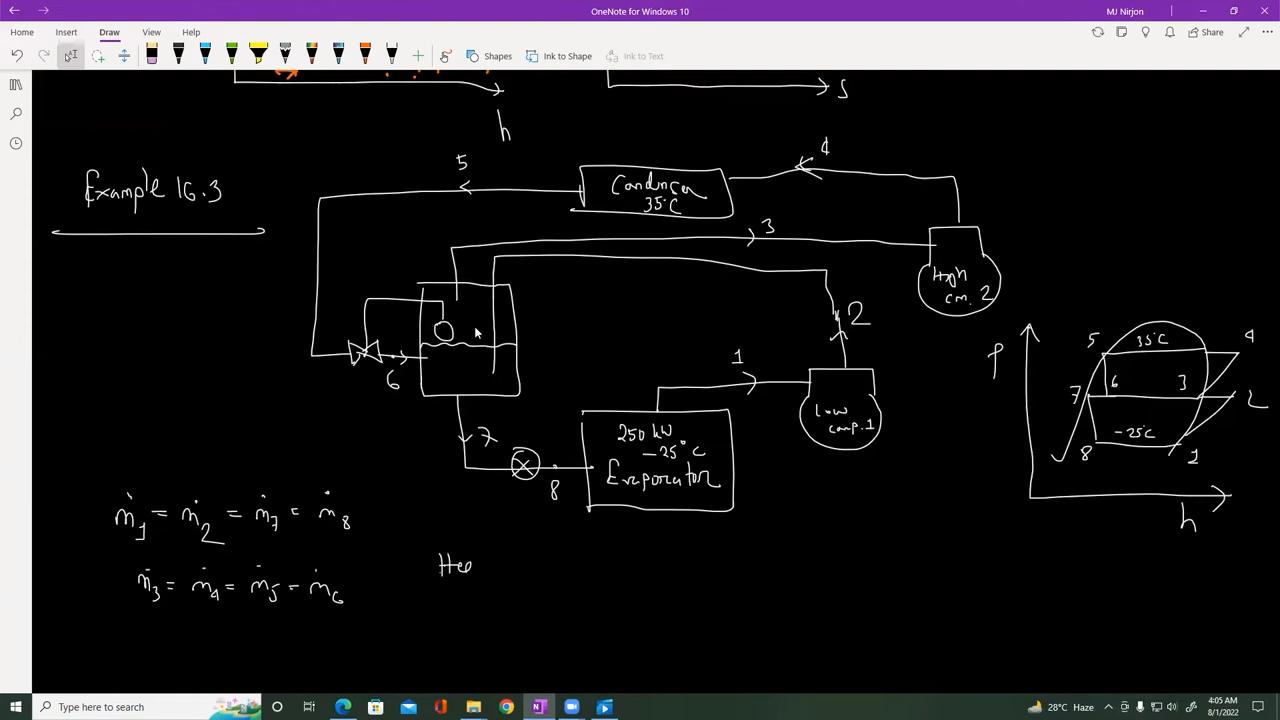 OneNote for Windows 10
MJ Nirjon
Home Insert Draw View Help
Share
Shapes
Ink to Shape
Ink to Text
h
s
Example 16.3
5
Condenser
35°C
4
3
High
cm. 2
2
6
1
Low
comp. 1
7
250 kW
-25°C
Evaporator
8
P
5
35°C
4
7
6
3
2
-25°C
8
1
h
ṁ1 = ṁ2 = ṁ7 = ṁ8
ṁ3 = ṁ4 = ṁ5 = ṁ6
Hea
Type here to search
28°C Haze
4:05 AM
8/1/2022